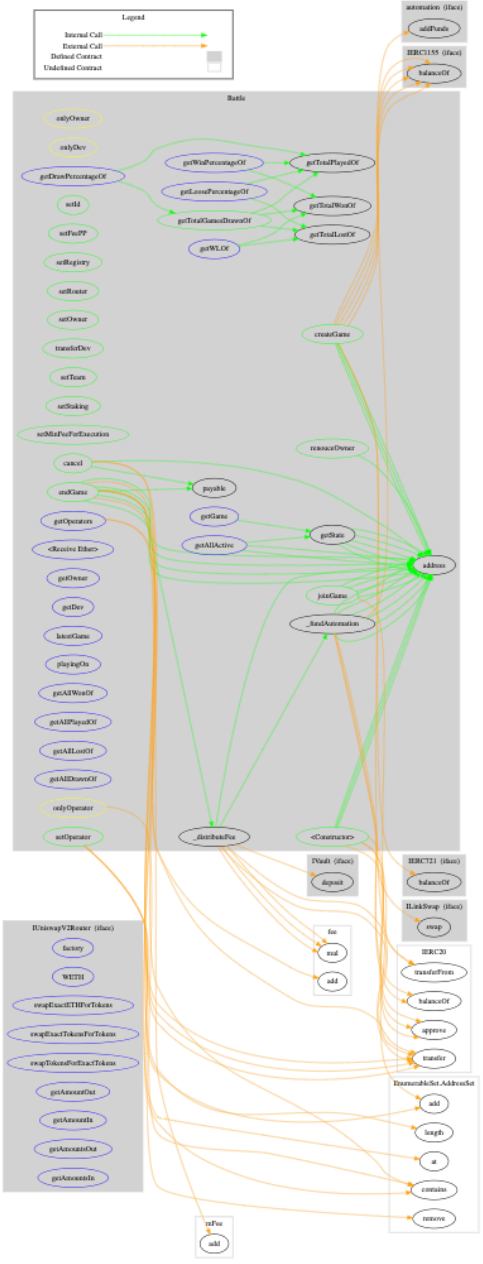 Legend
Internal Call
External Call
Defined Contract
Undefined Contract
automation (iface)
addFunds
IERC1155 (iface)
balanceOf
Battle
onlyOwner
onlyDev
getDrawPercentageOf
setId
setFeePP
setRegistry
setRouter
setOwner
transferDev
setTeam
setStaking
setMinFeeForExecution
cancel
endGame
getOperators
<Receive Ether>
getOwner
getDev
latestGame
playingOn
getAllWonOf
getAllPlayedOf
getAllLostOf
getAllDrawnOf
onlyOperator
setOperator
getWinPercentageOf
getLoosePercentageOf
getTotalGamesDrawnOf
getWLOf
getTotalPlayedOf
getTotalWonOf
getTotalLostOf
createGame
renouceOwner
payable
getGame
getAllActive
getState
address
joinGame
_fundAutomation
_distributeFee
<Constructor>
IVault (iface)
deposit
IERC721 (iface)
balanceOf
ILinkSwap (iface)
swap
fee
mul
add
IERC20
transferFrom
balanceOf
approve
transfer
IUniswapV2Router (iface)
factory
WETH
swapExactETHForTokens
swapExactTokensForTokens
swapTokensForExactTokens
getAmountOut
getAmountIn
getAmountsOut
getAmountsIn
EnumerableSet.AddressSet
add
length
at
contains
remove
mFee
add